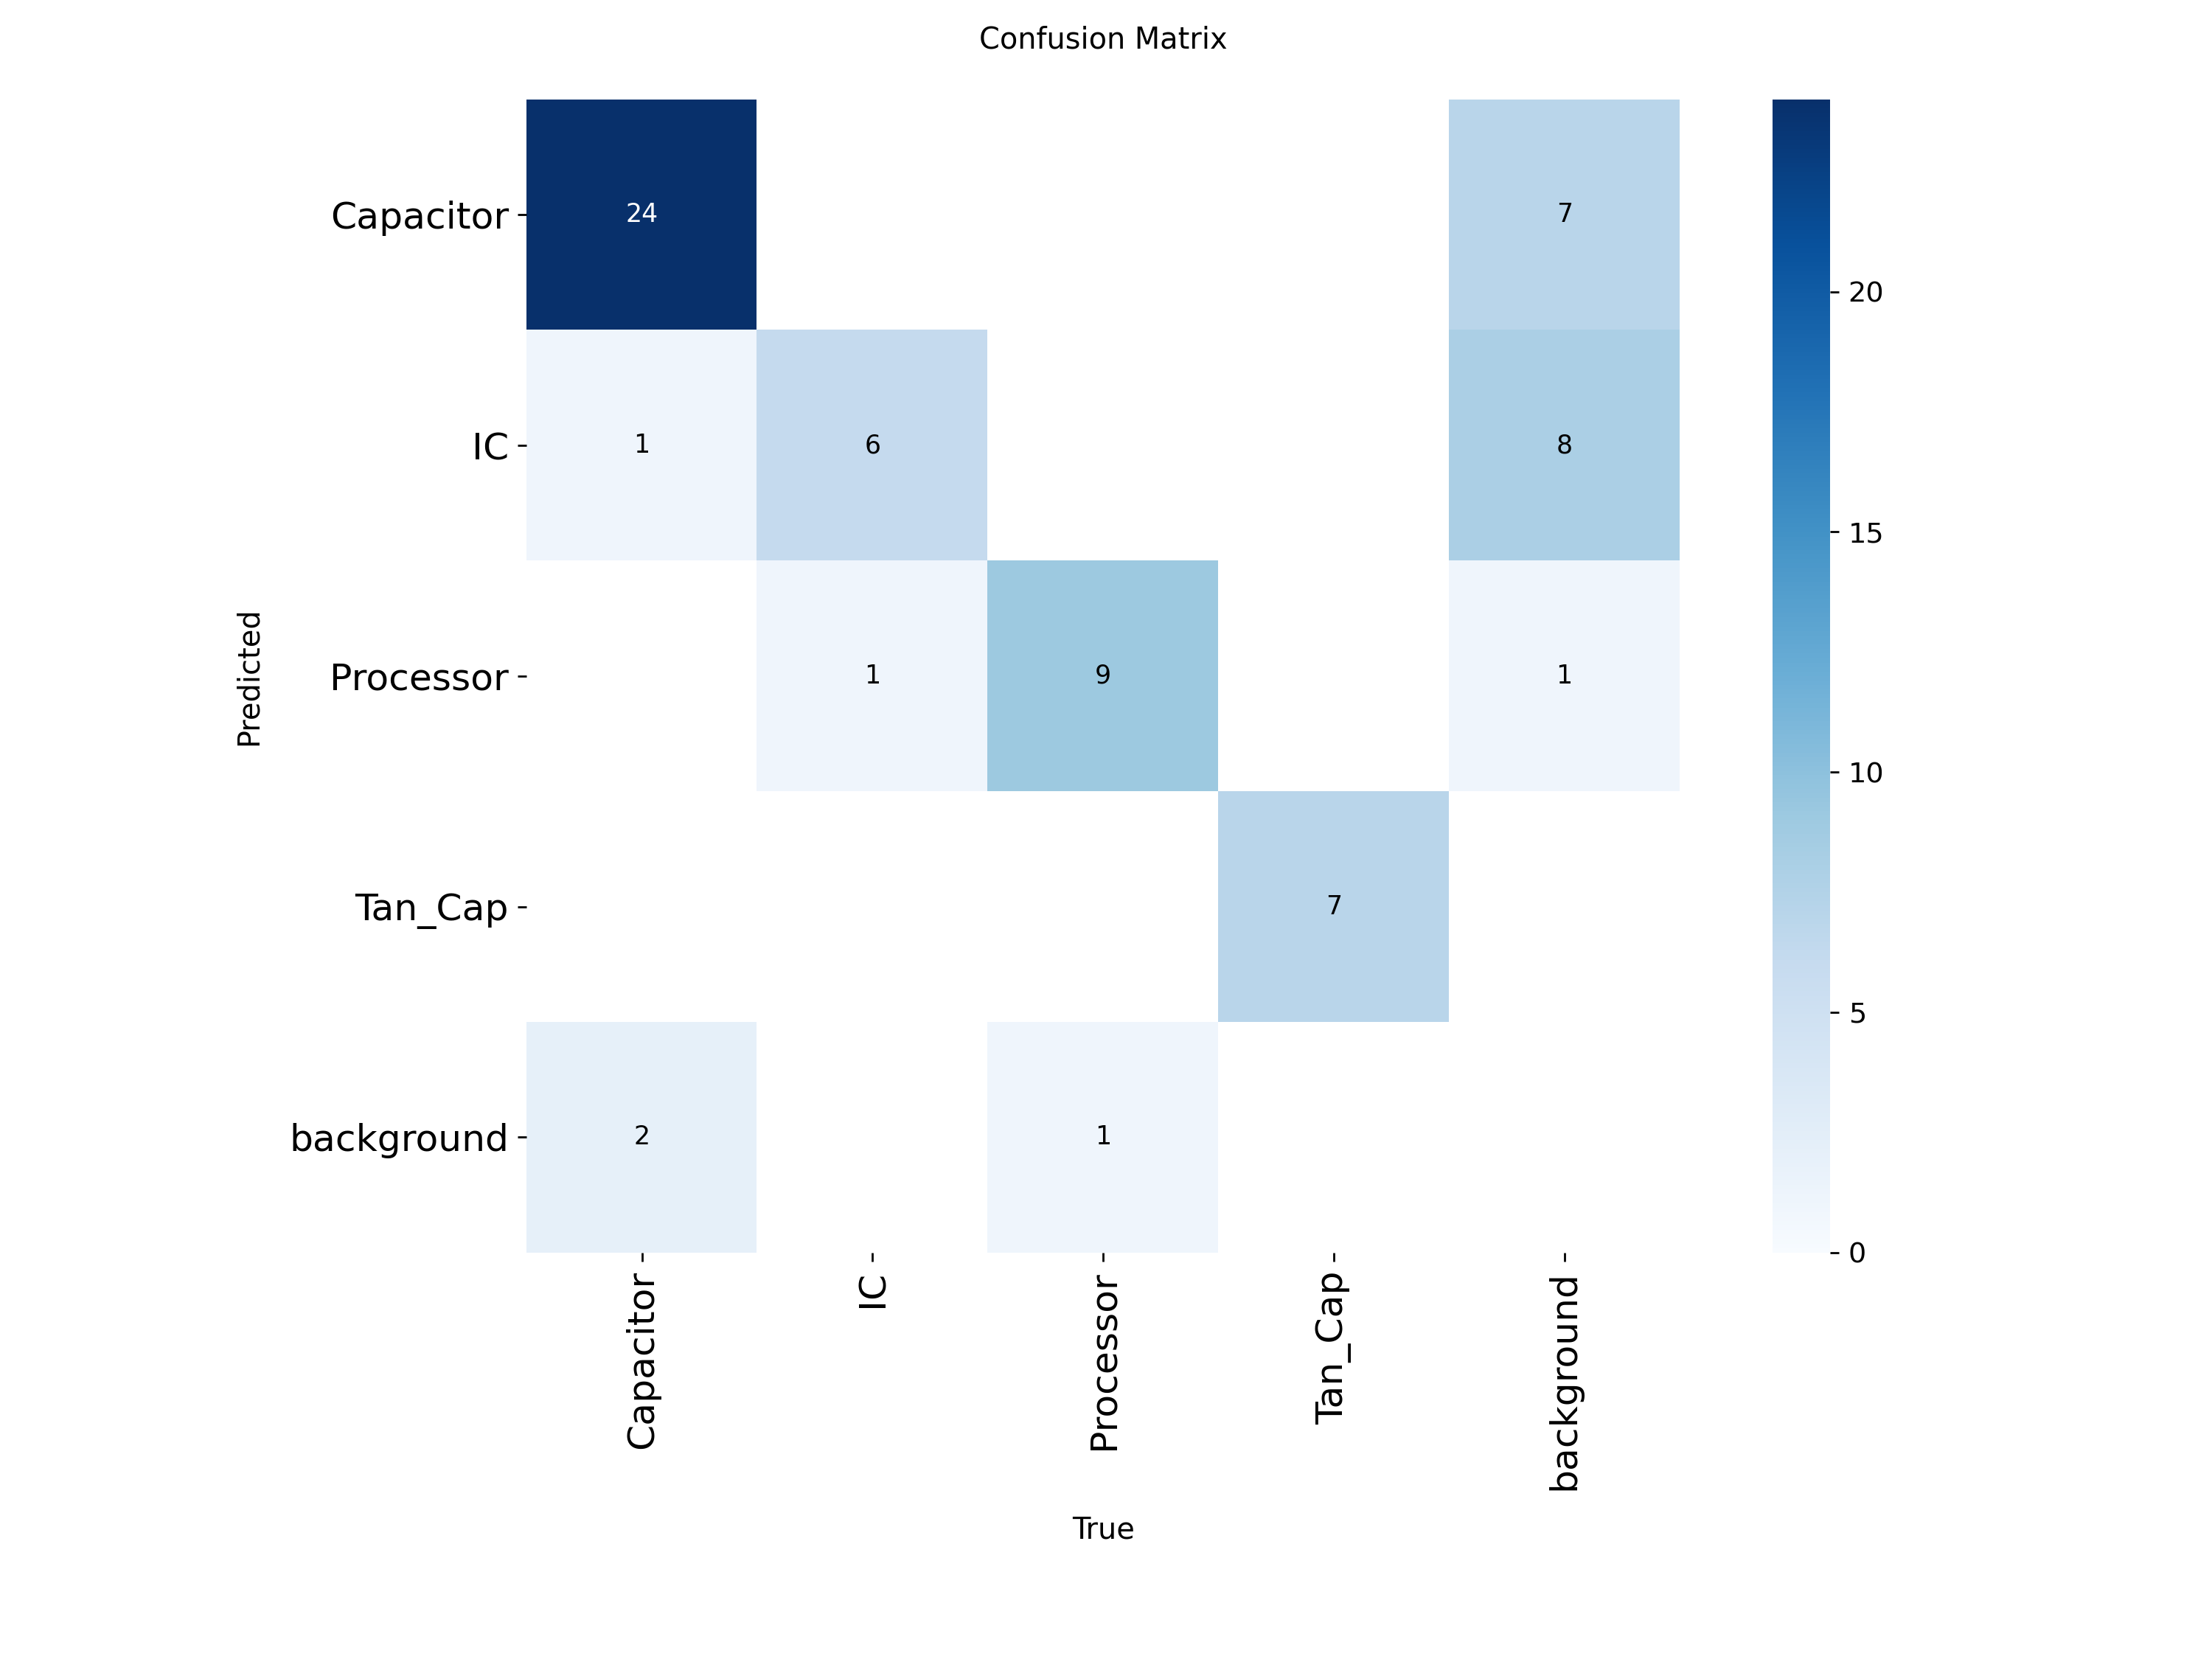 Confusion Matrix
Capacitor
24
7
20
IC
1
6
8
15
Predicted
Processor
1
9
1
10
Tan_Cap
7
5
background
2
1
0
Capacitor
IC
Processor
Tan_Cap
background
True